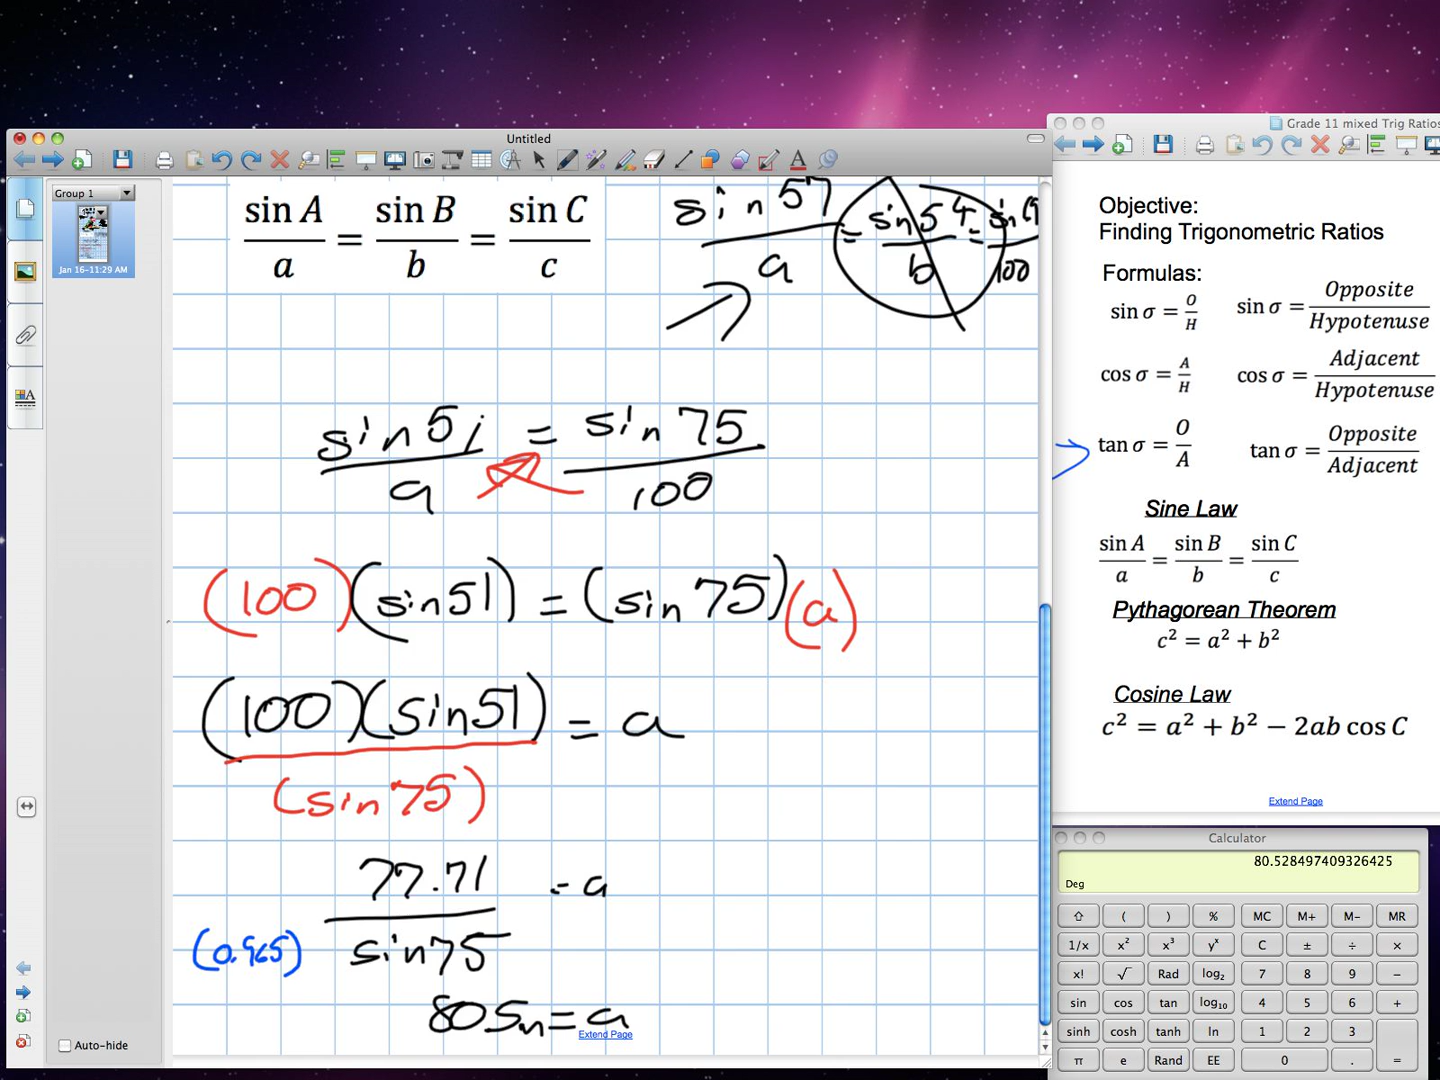 Untitled
Group 1
Jan 16-11:29 AM
Auto-hide
sin A / a = sin B / b = sin C / c
sin 57 / a = sin 54 / b =
100
sin 51 / a = sin 75 / 100
(100)(sin 51) = (sin 75)(a)
(100)(sin 51) / (sin 75) = a
77.71 / sin 75 = a
(0.965)
= a
Extend Page
Grade 11 mixed Trig Ratios
Objective:
Finding Trigonometric Ratios
Formulas:
sin σ = O/H sin σ = Opposite/Hypotenuse
cos σ = A/H cos σ = Adjacent/Hypotenuse
tan σ = O/A tan σ = Opposite/Adjacent
Sine Law
sin A / a = sin B / b = sin C / c
Pythagorean Theorem
c² = a² + b²
Cosine Law
c² = a² + b² − 2ab cos C
Extend Page
Calculator
80.528497409326425
Deg
( ) % MC M+ M− MR
1/x x² x³ yˣ C ± ÷ ×
x! √ Rad log₂ 7 8 9 −
sin cos tan log₁₀ 4 5 6 +
sinh cosh tanh ln 1 2 3
π e Rand EE 0 . =